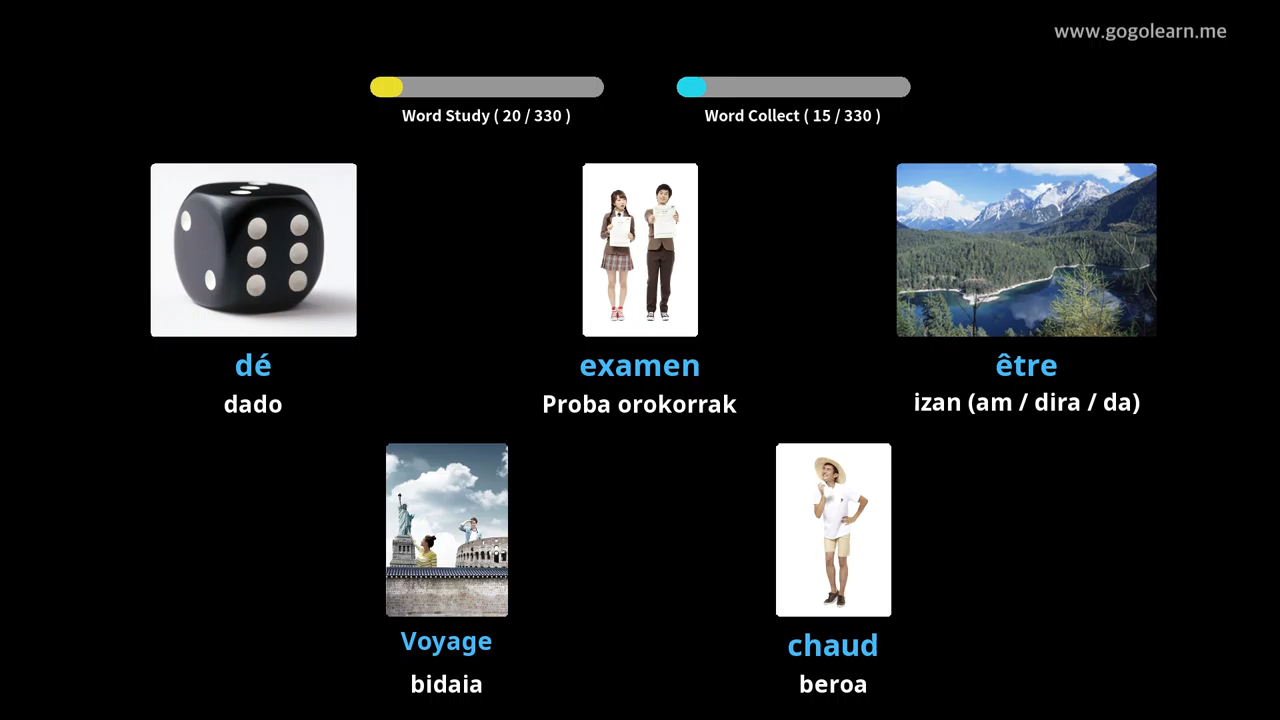 www.gogolearn.me
Word Study ( 20 / 330 )
Word Collect ( 15 / 330 )
dé
examen
être
dado
Proba orokorrak
izan (am / dira / da)
Voyage
chaud
bidaia
beroa